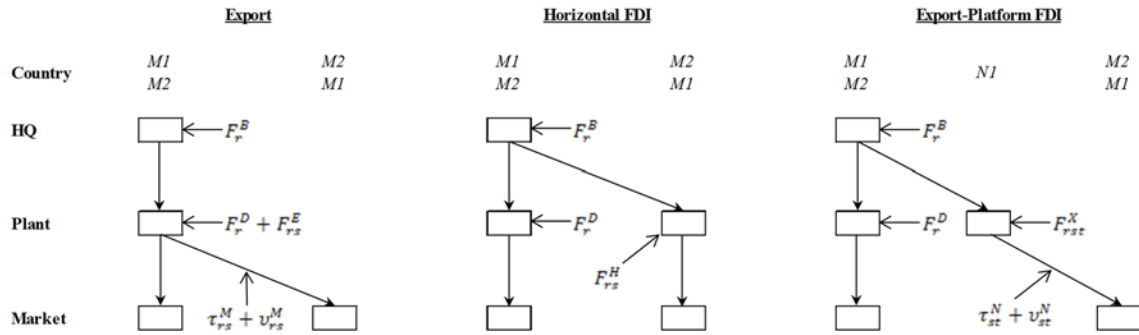 Export Horizontal FDI Export-Platform FDI
M1 M2 M1 M2 M1 M2
Country N1
M2 M1 M2 M1 M2 M1
HQ F_r^B F_r^B F_r^B
Plant F_r^D + F_rs^E F_r^D F_r^D F_rst^X
F_rs^H
Market τ_rs^M + υ_rs^M τ_st^N + υ_st^N